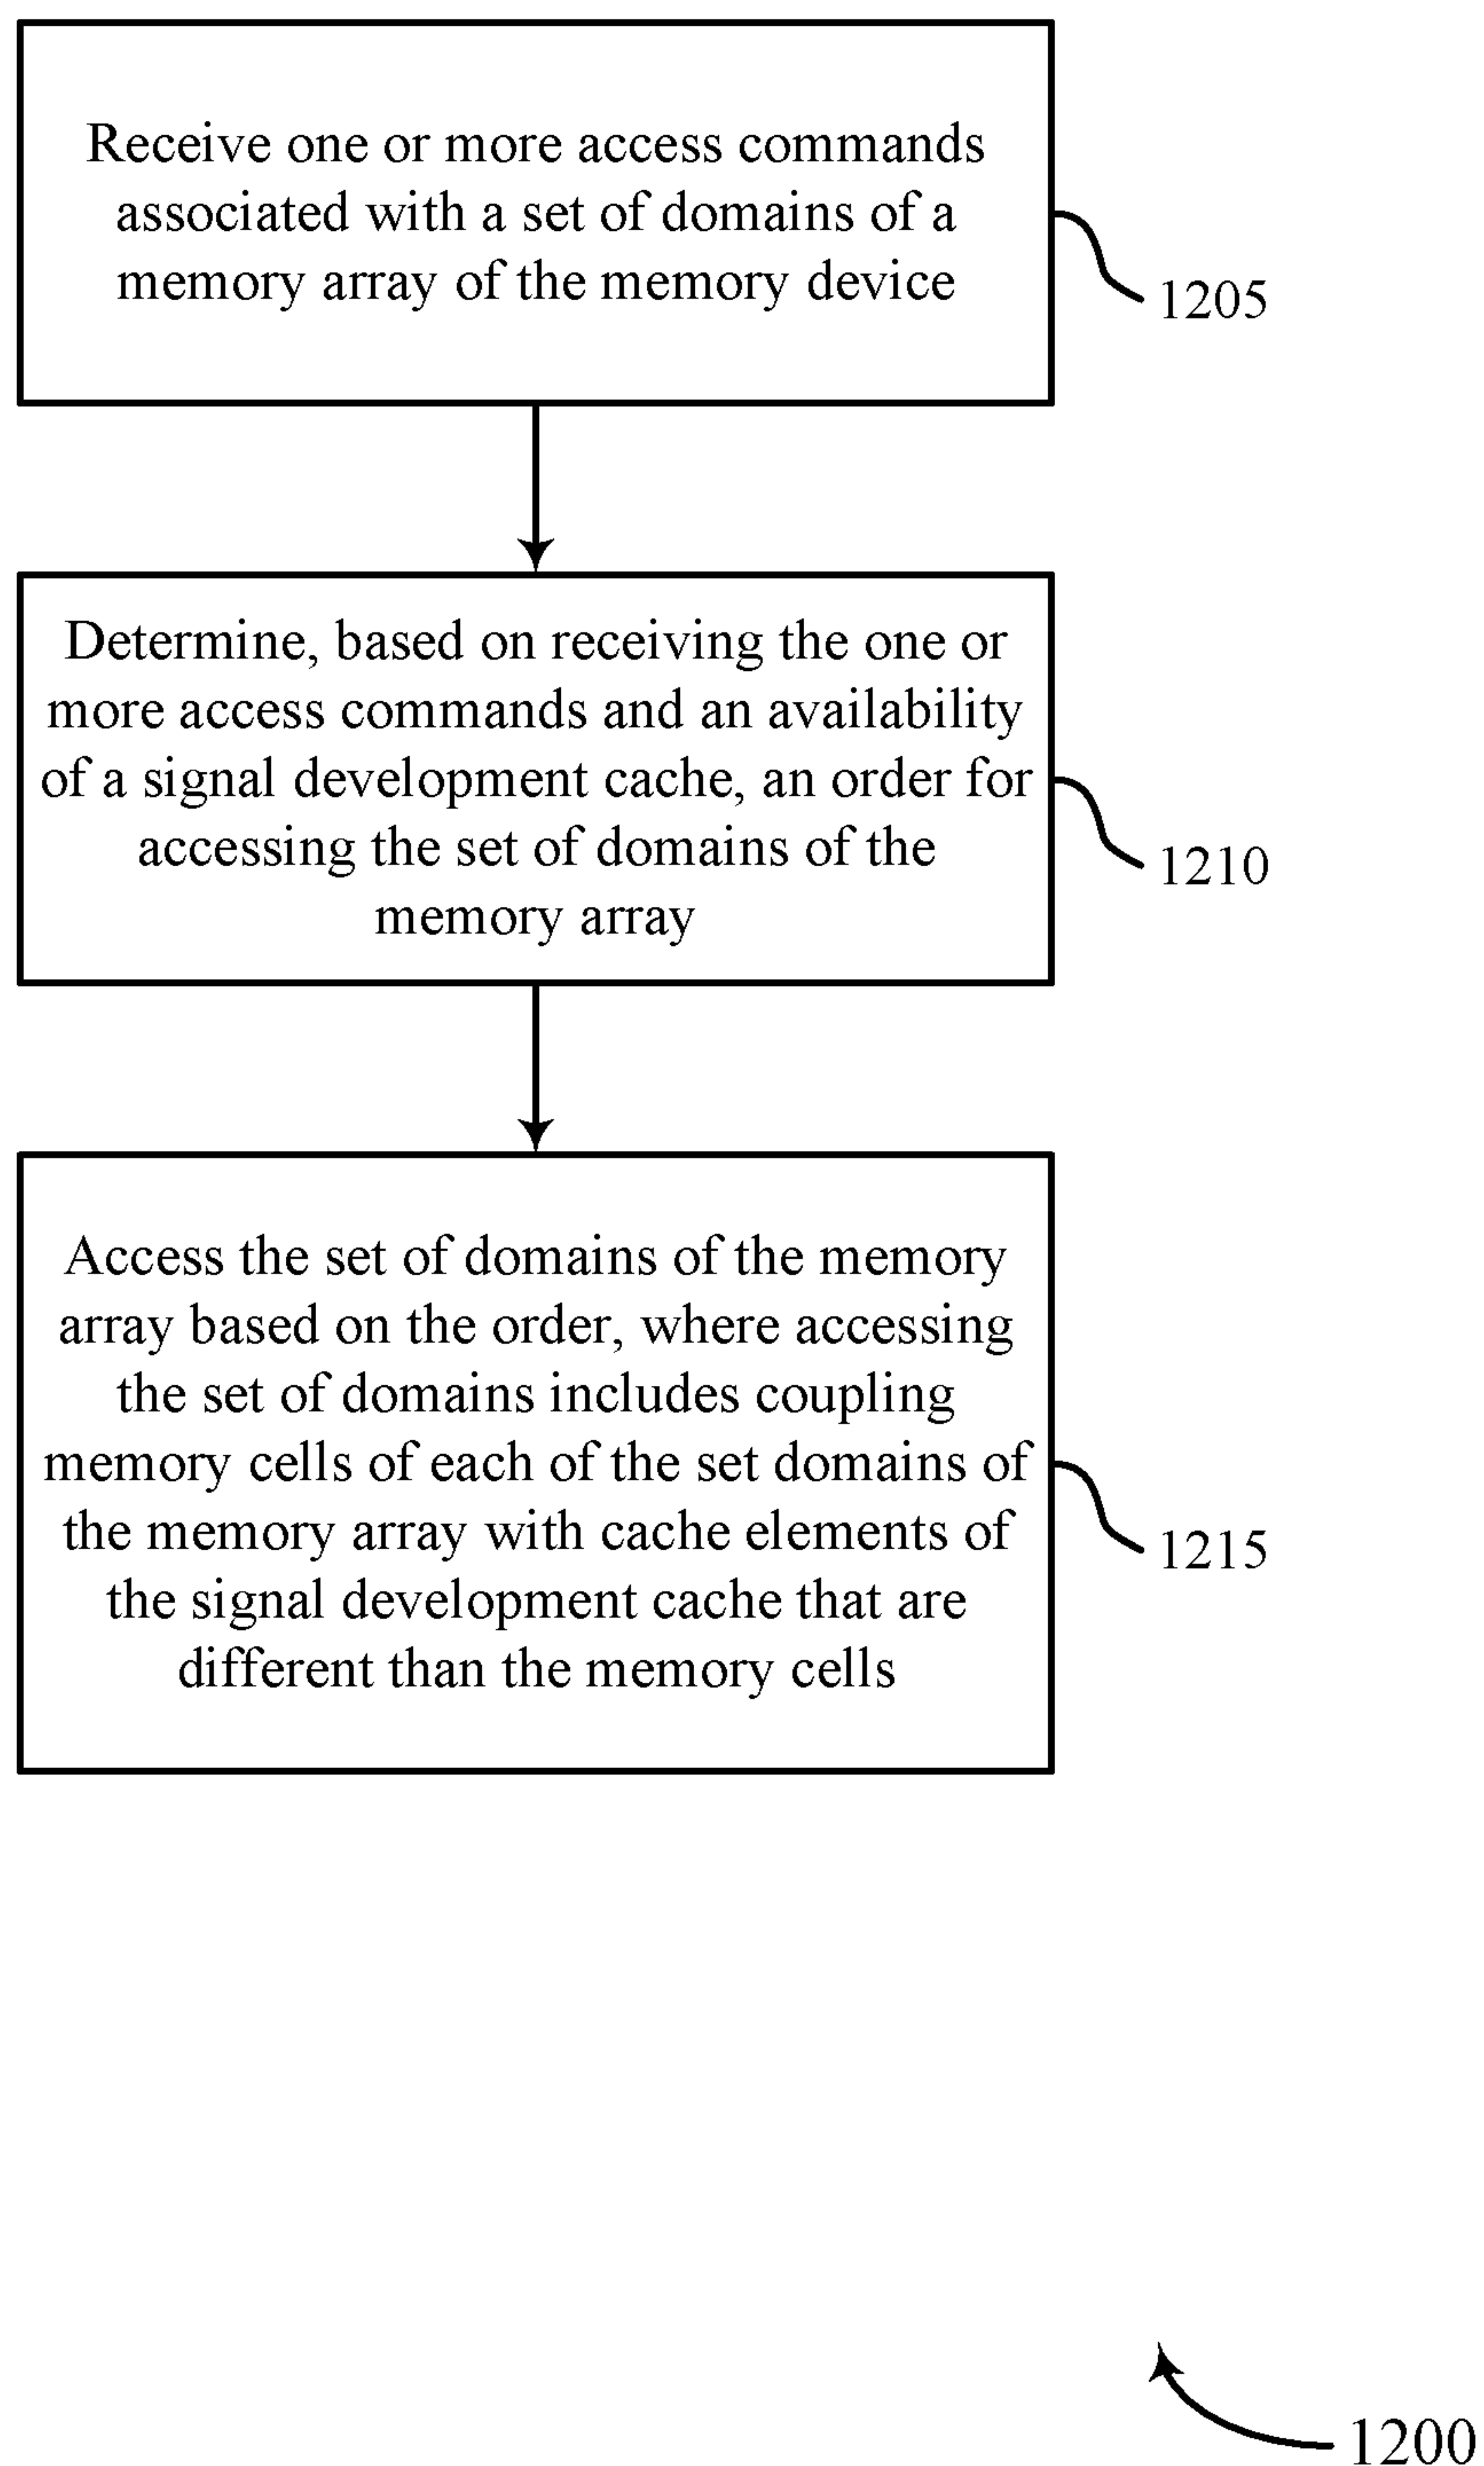 Receive one or more access commands
associated with a set of domains of a
memory array of the memory device
1205
Determine, based on receiving the one or
more access commands and an availability
of a signal development cache, an order for
accessing the set of domains of the
memory array
1210
Access the set of domains of the memory
array based on the order, where accessing
the set of domains includes coupling
memory cells of each of the set domains of
the memory array with cache elements of
the signal development cache that are
different than the memory cells
1215
1200